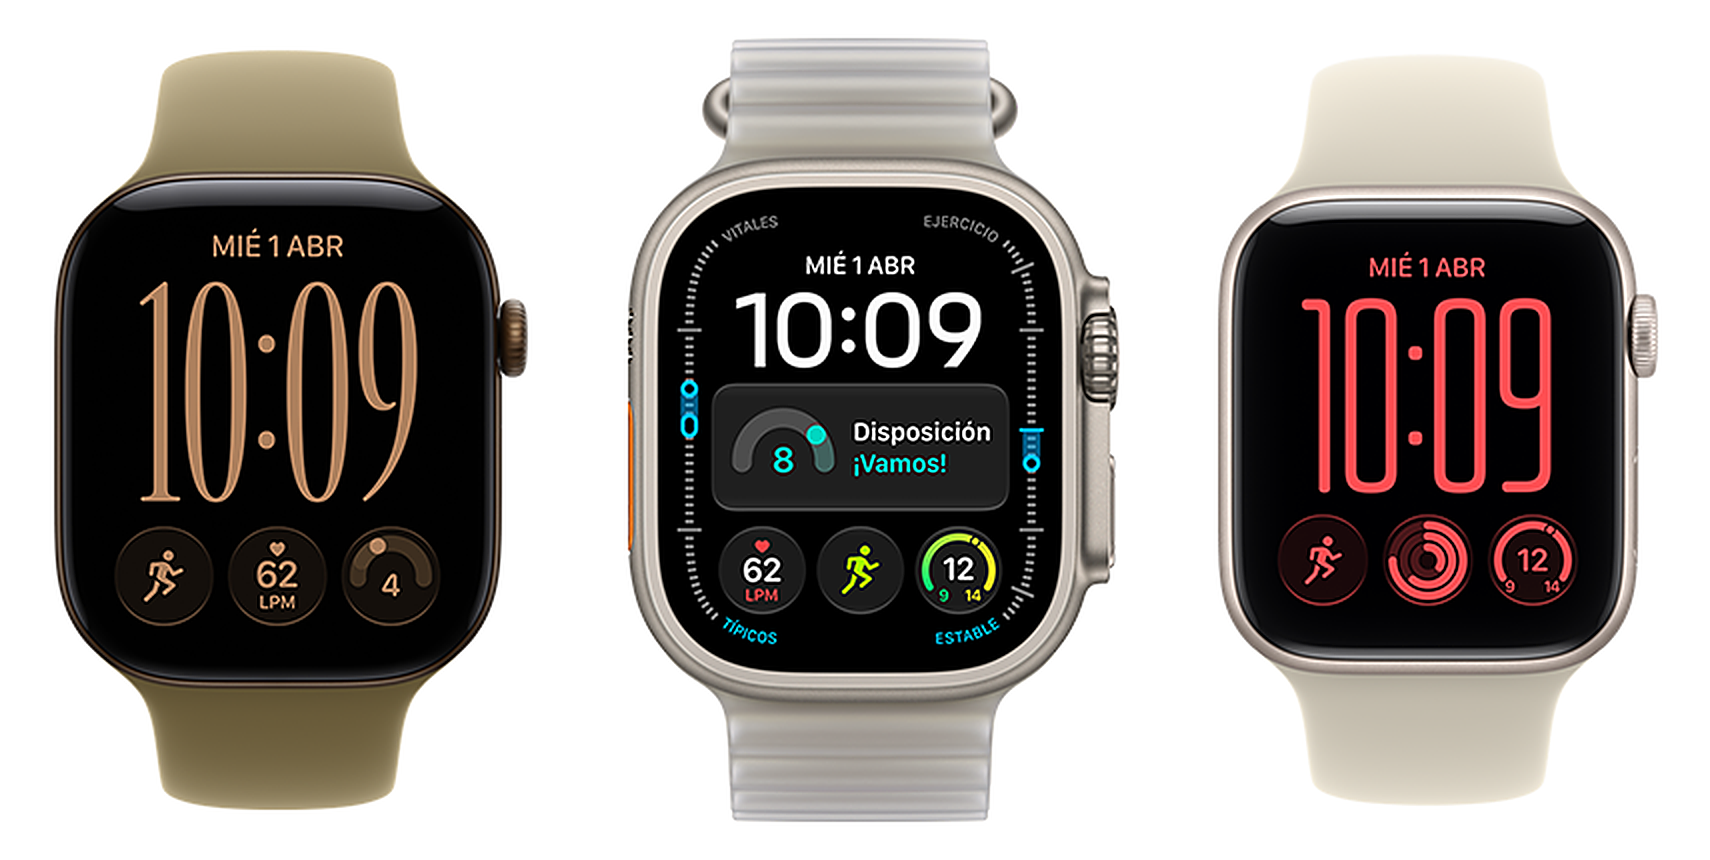 MIÉ 1 ABR
10:09
62
LPM
4
VITALES
EJERCICIO
MIÉ 1 ABR
10:09
8
Disposición
¡Vamos!
62
LPM
12
9
14
TÍPICOS
ESTABLE
MIÉ 1 ABR
10:09
12
9
14